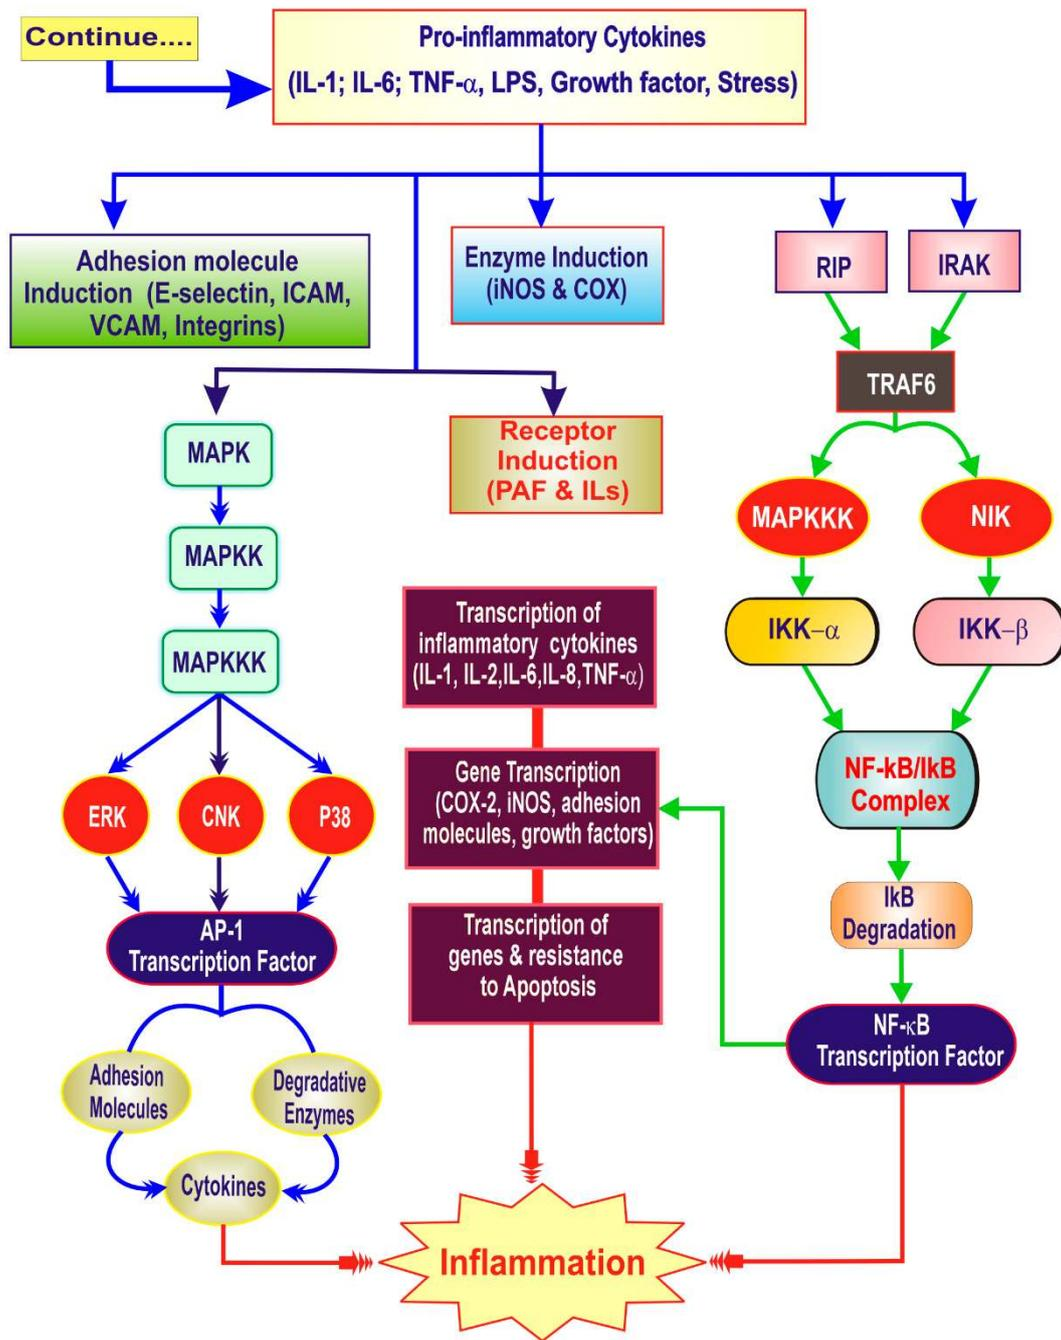 Continue....
Pro-inflammatory Cytokines
(IL-1; IL-6; TNF-α, LPS, Growth factor, Stress)
Adhesion molecule
Induction (E-selectin, ICAM,
VCAM, Integrins)
Enzyme Induction
(iNOS & COX)
RIP
IRAK
TRAF6
MAPK
Receptor
Induction
(PAF & ILs)
MAPKK
MAPKKK
MAPKKK
NIK
IKK–α
IKK–β
Transcription of
inflammatory cytokines
(IL-1, IL-2,IL-6,IL-8,TNF-α)
ERK
CNK
P38
Gene Transcription
(COX-2, iNOS, adhesion
molecules, growth factors)
NF-kB/IkB
Complex
IkB
Degradation
AP-1
Transcription Factor
Transcription of
genes & resistance
to Apoptosis
NF-κB
Transcription Factor
Adhesion
Molecules
Degradative
Enzymes
Cytokines
Inflammation